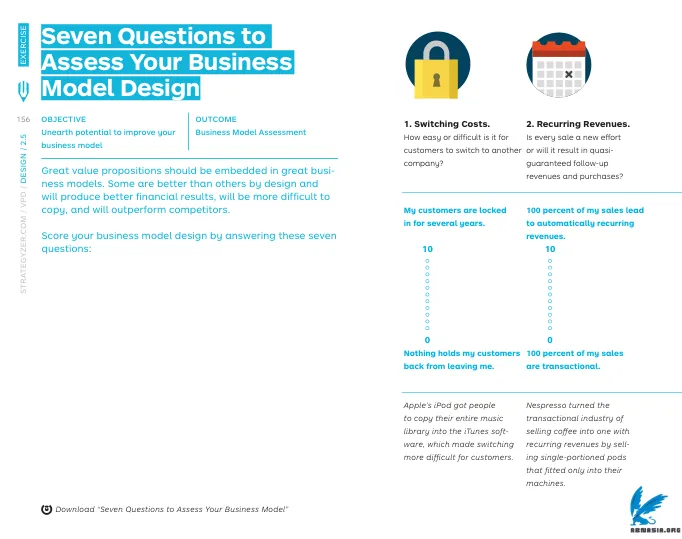 EXERCISE
Seven Questions to
Assess Your Business
Model Design
156
STRATEGYZER.COM / VPD / DESIGN / 2.5
OBJECTIVE
Unearth potential to improve your
business model
OUTCOME
Business Model Assessment
Great value propositions should be embedded in great busi-
ness models. Some are better than others by design and
will produce better financial results, will be more difficult to
copy, and will outperform competitors.
Score your business model design by answering these seven
questions:
Download “Seven Questions to Assess Your Business Model”
1. Switching Costs.
How easy or difficult is it for
customers to switch to another
company?
My customers are locked
in for several years.
10
0
Nothing holds my customers
back from leaving me.
Apple's iPod got people
to copy their entire music
library into the iTunes soft-
ware, which made switching
more difficult for customers.
2. Recurring Revenues.
Is every sale a new effort
or will it result in quasi-
guaranteed follow-up
revenues and purchases?
100 percent of my sales lead
to automatically recurring
revenues.
10
0
100 percent of my sales
are transactional.
Nespresso turned the
transactional industry of
selling coffee into one with
recurring revenues by sell-
ing single-portioned pods
that fitted only into their
machines.
ABNASIA.ORG